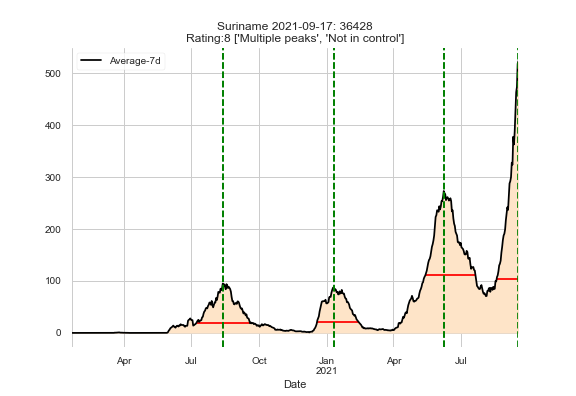 Suriname 2021-09-17: 36428
Rating:8 ['Multiple peaks', 'Not in control']
Average-7d
500
400
300
200
100
0
Apr
Jul
Oct
Jan
2021
Apr
Jul
Date